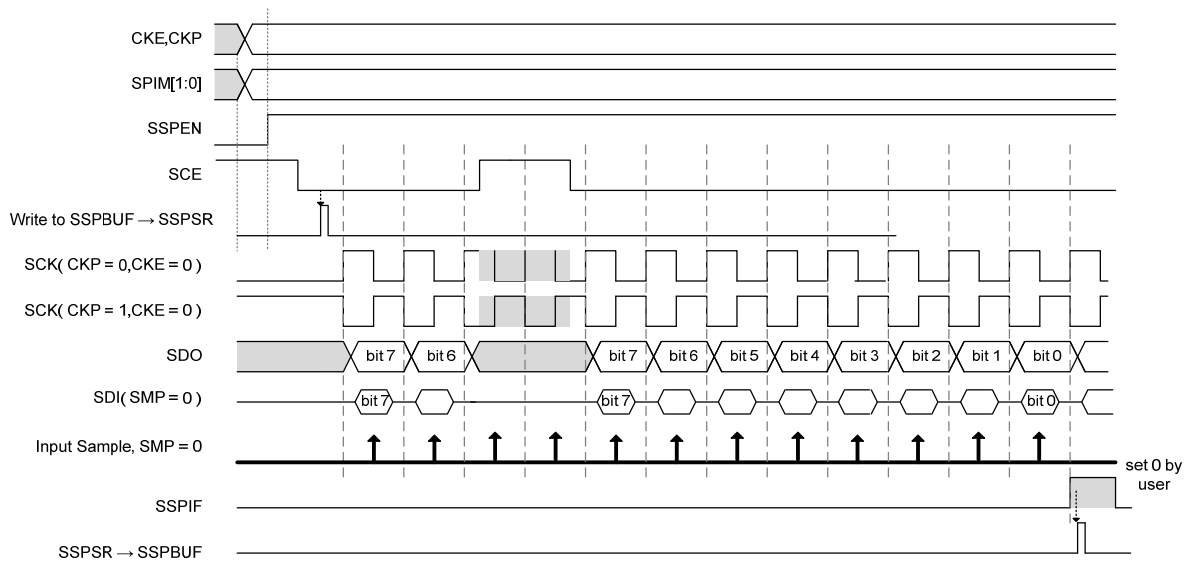 CKE,CKP
SPIM[1:0]
SSPEN
SCE
Write to SSPBUF → SSPSR
SCK( CKP = 0,CKE = 0 )
SCK( CKP = 1,CKE = 0 )
SDO bit 7 bit 6 bit 7 bit 6 bit 5 bit 4 bit 3 bit 2 bit 1 bit 0
SDI( SMP = 0 ) bit 7 bit 7 bit 0
Input Sample, SMP = 0
set 0 by
user
SSPIF
SSPSR → SSPBUF